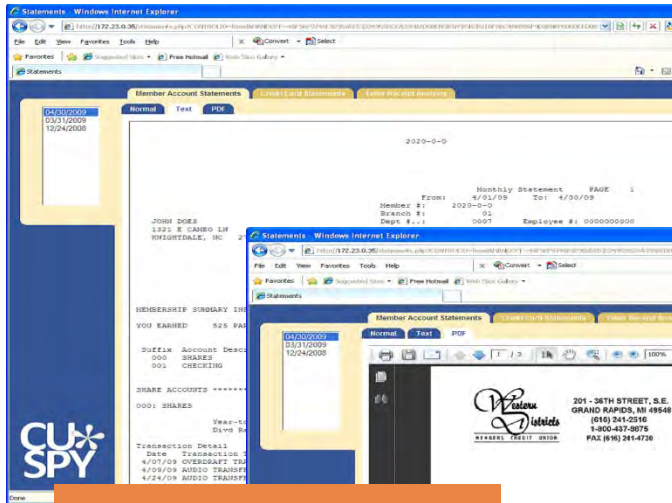 Statements - Windows Internet Explorer
File Edit View Favorites Tools Help
Convert Select
Favorites Suggested Sites Free Hotmail Web Slice Gallery
Statements
Member Account Statements Credit Card Statements Teller Receipt Analysis
Normal Text PDF
04/30/2009
03/31/2009
12/24/2008
2020-0-0
Monthly Statement PAGE 1
From: 4/01/09 To: 4/30/09
Member #: 2020-0-0
Branch #: 01
Dept #..: 0007 Employee #: 0000000000
JOHN DOES
1321 E CAMEO LN
KNIGHTDALE, NC
MEMBERSHIP SUMMARY
YOU EARNED 525
Suffix Account
000 SHARES
001 CHECKING
SHARE ACCOUNTS
000: SHARES
Transaction Detail
Date Transaction
4/07/09 OVERDRAFT
4/09/09 AUDIO
4/24/09 AUDIO
CU*
SPY
Done
Statements - Windows Internet Explorer
File Edit View Favorites Tools Help
Convert Select
Favorites Suggested Sites Free Hotmail Web Slice Gallery
Statements
Member Account Statements Credit Card Statements
Normal Text PDF
04/30/2009
03/31/2009
12/24/2008
1 / 3 100%
Western
Districts
MEMBERS CREDIT UNION
201 - 36TH STREET, S.E.
GRAND RAPIDS, MI 49548
(616) 241-2516
1-800-437-9875
FAX (616) 241-4730